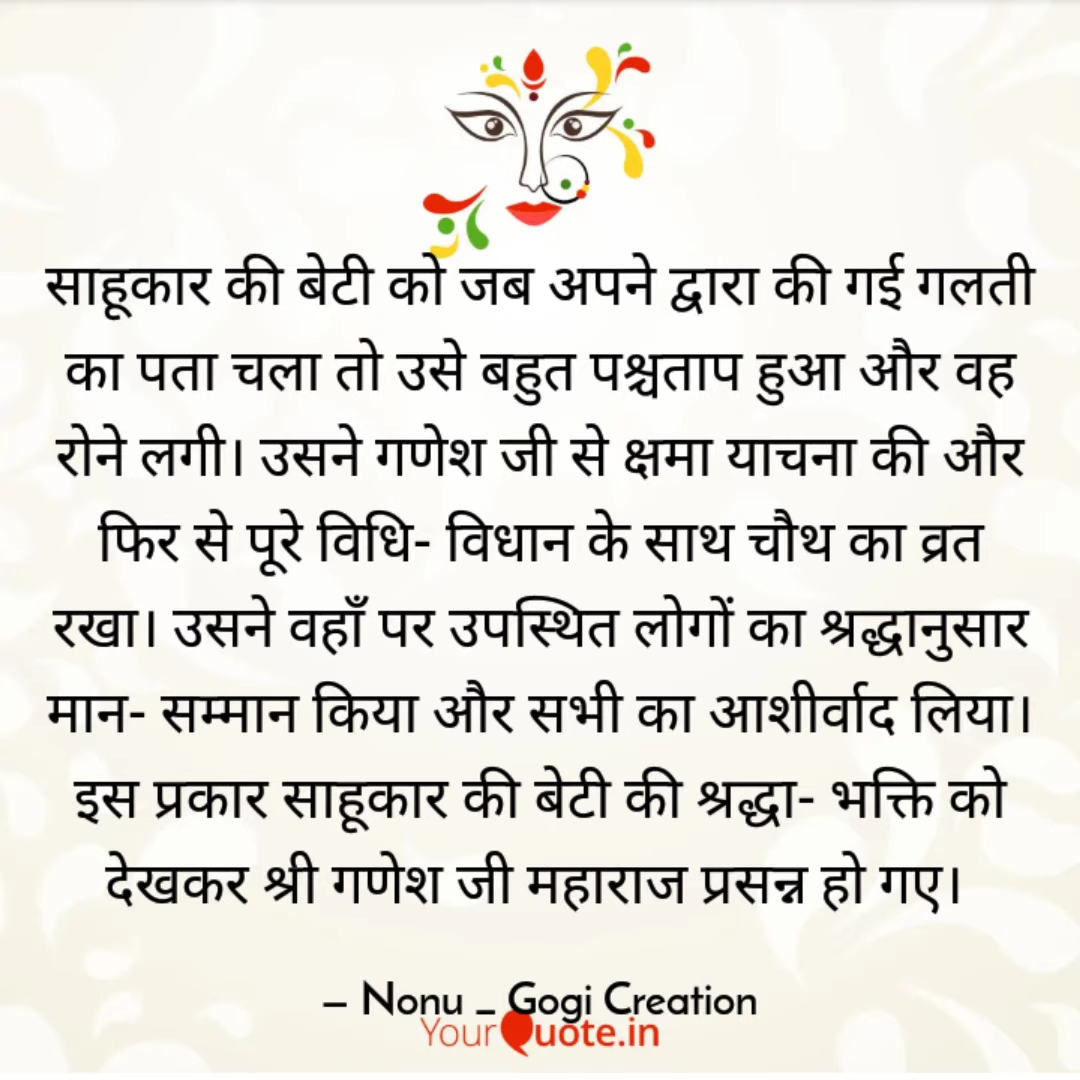 साहूकार की बेटी को जब अपने द्वारा की गई गलती
का पता चला तो उसे बहुत पश्चताप हुआ और वह
रोने लगी। उसने गणेश जी से क्षमा याचना की और
फिर से पूरे विधि- विधान के साथ चौथ का व्रत
रखा। उसने वहाँ पर उपस्थित लोगों का श्रद्धानुसार
मान- सम्मान किया और सभी का आशीर्वाद लिया।
इस प्रकार साहूकार की बेटी की श्रद्धा- भक्ति को
देखकर श्री गणेश जी महाराज प्रसन्न हो गए।
– Nonu _ Gogi Creation
YourQuote.in